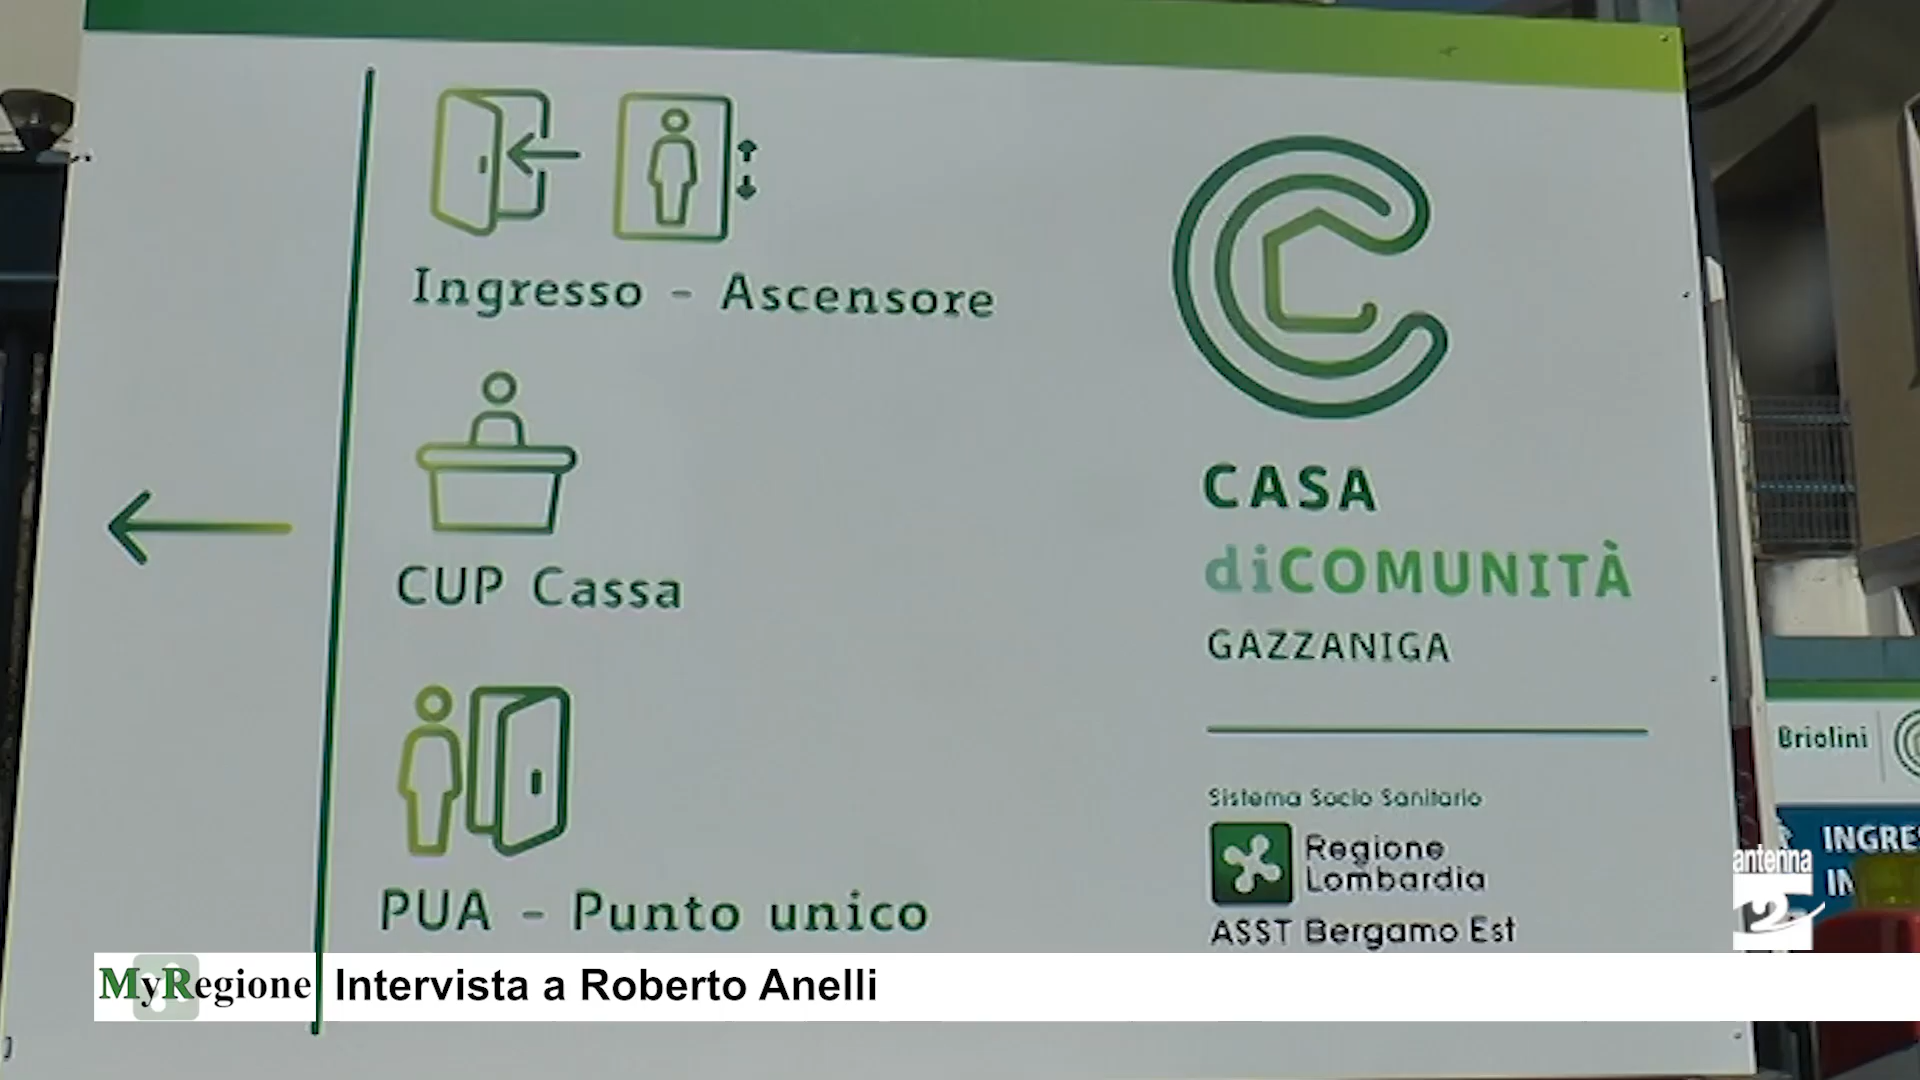 Ingresso - Ascensore
CUP Cassa
PUA - Punto unico
CASA
diCOMUNITÀ
GAZZANIGA
Sistema Socio Sanitario
Regione
Lombardia
ASST Bergamo Est
Briolini
antenna
2
MyRegione
Intervista a Roberto Anelli